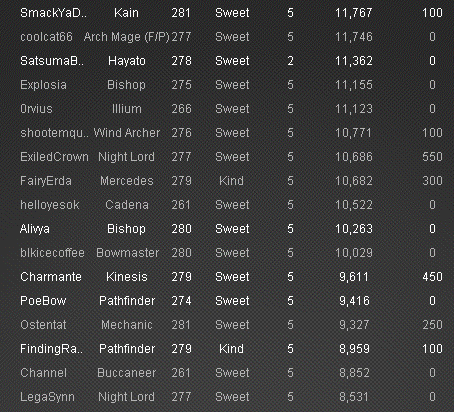 SmackYaD.. Kain 281 Sweet 5 11,767 100
coolcat66 Arch Mage (F/P) 277 Sweet 5 11,746 0
SatsumaB.. Hayato 278 Sweet 2 11,362 0
Explosia Bishop 275 Sweet 5 11,155 0
0rvius Illium 266 Sweet 5 11,123 0
shootemqu.. Wind Archer 276 Sweet 5 10,771 100
ExiledCrown Night Lord 277 Sweet 5 10,686 550
FairyErda Mercedes 279 Kind 5 10,682 300
helloyesok Cadena 261 Sweet 5 10,522 0
Alivya Bishop 280 Sweet 5 10,263 0
blkicecoffee Bowmaster 280 Sweet 5 10,029 0
Charmante Kinesis 279 Sweet 5 9,611 450
PoeBow Pathfinder 274 Sweet 5 9,416 0
Ostentat Mechanic 281 Sweet 5 9,327 250
FindingRa.. Pathfinder 279 Kind 5 8,959 100
Channel Buccaneer 261 Sweet 5 8,852 0
LegaSynn Night Lord 277 Sweet 5 8,531 0